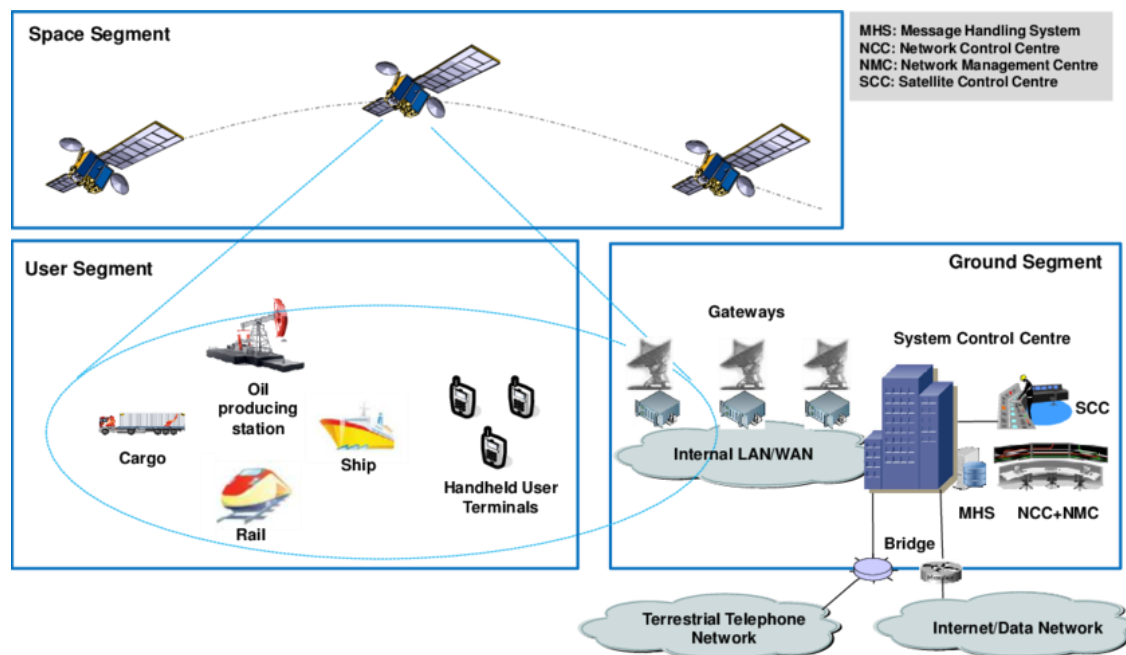 Space Segment
MHS: Message Handling System
NCC: Network Control Centre
NMC: Network Management Centre
SCC: Satellite Control Centre
User Segment
Oil
producing
station
Cargo
Ship
Rail
Handheld User
Terminals
Ground Segment
Gateways
System Control Centre
SCC
Internal LAN/WAN
MHS
NCC+NMC
Bridge
Terrestrial Telephone
Network
Internet/Data Network